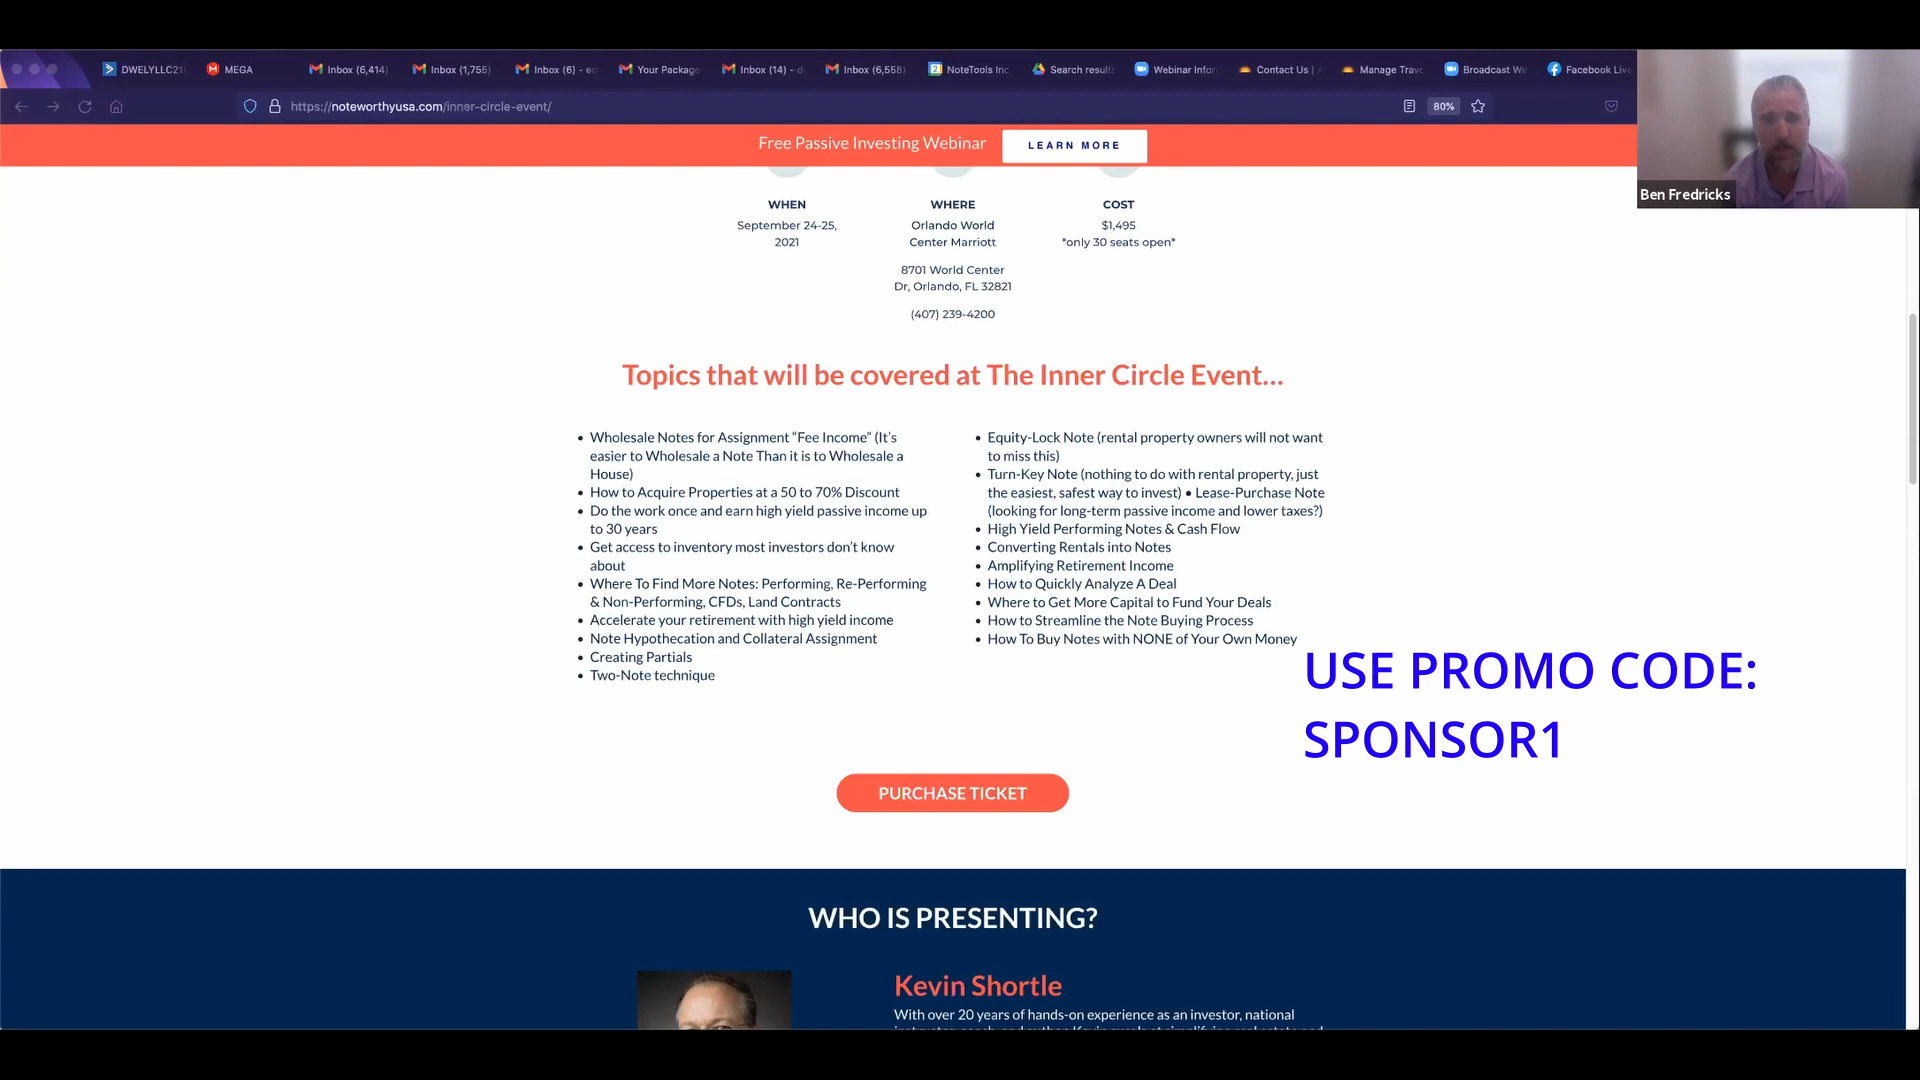 DWELYLLC21
MEGA
Inbox (6,414)
Inbox (1,755)
Inbox (6) - ec
Your Package
Inbox (14) - d
Inbox (6,558)
NoteTools Inc
Search result
Webinar Infor
Contact Us | A
Manage Trav
Broadcast We
Facebook Live
https://noteworthyusa.com/inner-circle-event/
80%
Ben Fredricks
Free Passive Investing Webinar
LEARN MORE
WHEN
September 24-25,
2021
WHERE
Orlando World
Center Marriott
8701 World Center
Dr, Orlando, FL 32821
(407) 239-4200
COST
$1,495
*only 30 seats open*
Topics that will be covered at The Inner Circle Event...
• Wholesale Notes for Assignment “Fee Income” (It’s
easier to Wholesale a Note Than it is to Wholesale a
House)
• How to Acquire Properties at a 50 to 70% Discount
• Do the work once and earn high yield passive income up
to 30 years
• Get access to inventory most investors don’t know
about
• Where To Find More Notes: Performing, Re-Performing
& Non-Performing, CFDs, Land Contracts
• Accelerate your retirement with high yield income
• Note Hypothecation and Collateral Assignment
• Creating Partials
• Two-Note technique
• Equity-Lock Note (rental property owners will not want
to miss this)
• Turn-Key Note (nothing to do with rental property, just
the easiest, safest way to invest) • Lease-Purchase Note
(looking for long-term passive income and lower taxes?)
• High Yield Performing Notes & Cash Flow
• Converting Rentals into Notes
• Amplifying Retirement Income
• How to Quickly Analyze A Deal
• Where to Get More Capital to Fund Your Deals
• How to Streamline the Note Buying Process
• How To Buy Notes with NONE of Your Own Money
USE PROMO CODE:
SPONSOR1
PURCHASE TICKET
WHO IS PRESENTING?
Kevin Shortle
With over 20 years of hands-on experience as an investor, national